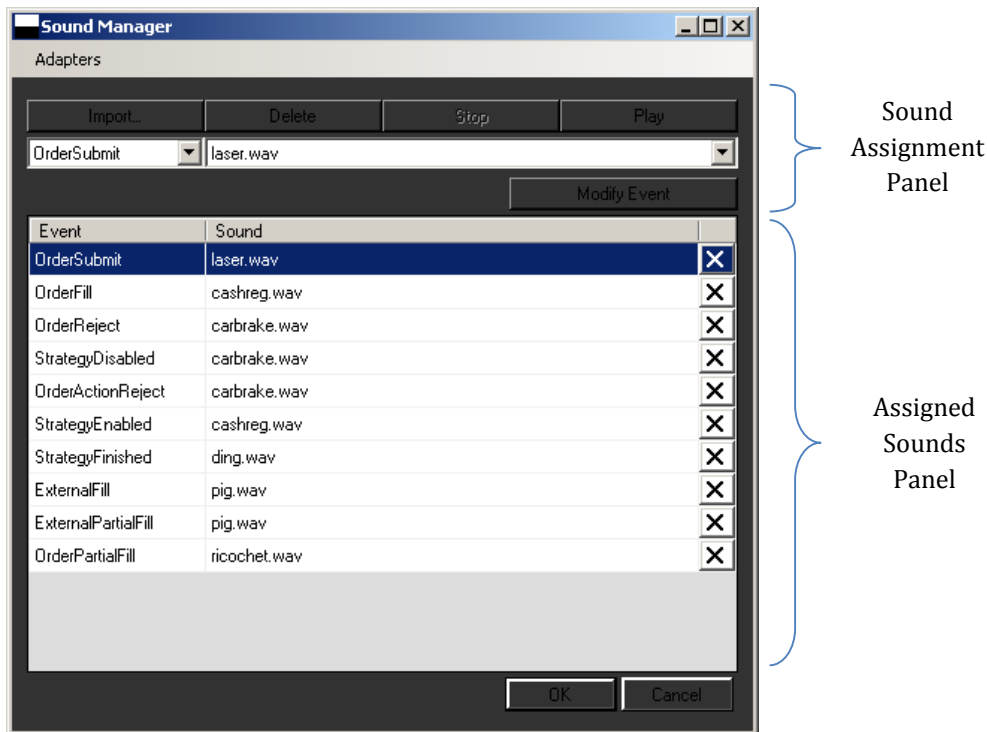 Sound Manager
Adapters
Import... Delete Stop Play
OrderSubmit laser.wav
Modify Event
Event Sound
OrderSubmit laser.wav
OrderFill cashreg.wav
OrderReject carbrake.wav
StrategyDisabled carbrake.wav
OrderActionReject carbrake.wav
StrategyEnabled cashreg.wav
StrategyFinished ding.wav
ExternalFill pig.wav
ExternalPartialFill pig.wav
OrderPartialFill ricochet.wav
OK Cancel
Sound
Assignment
Panel
Assigned
Sounds
Panel